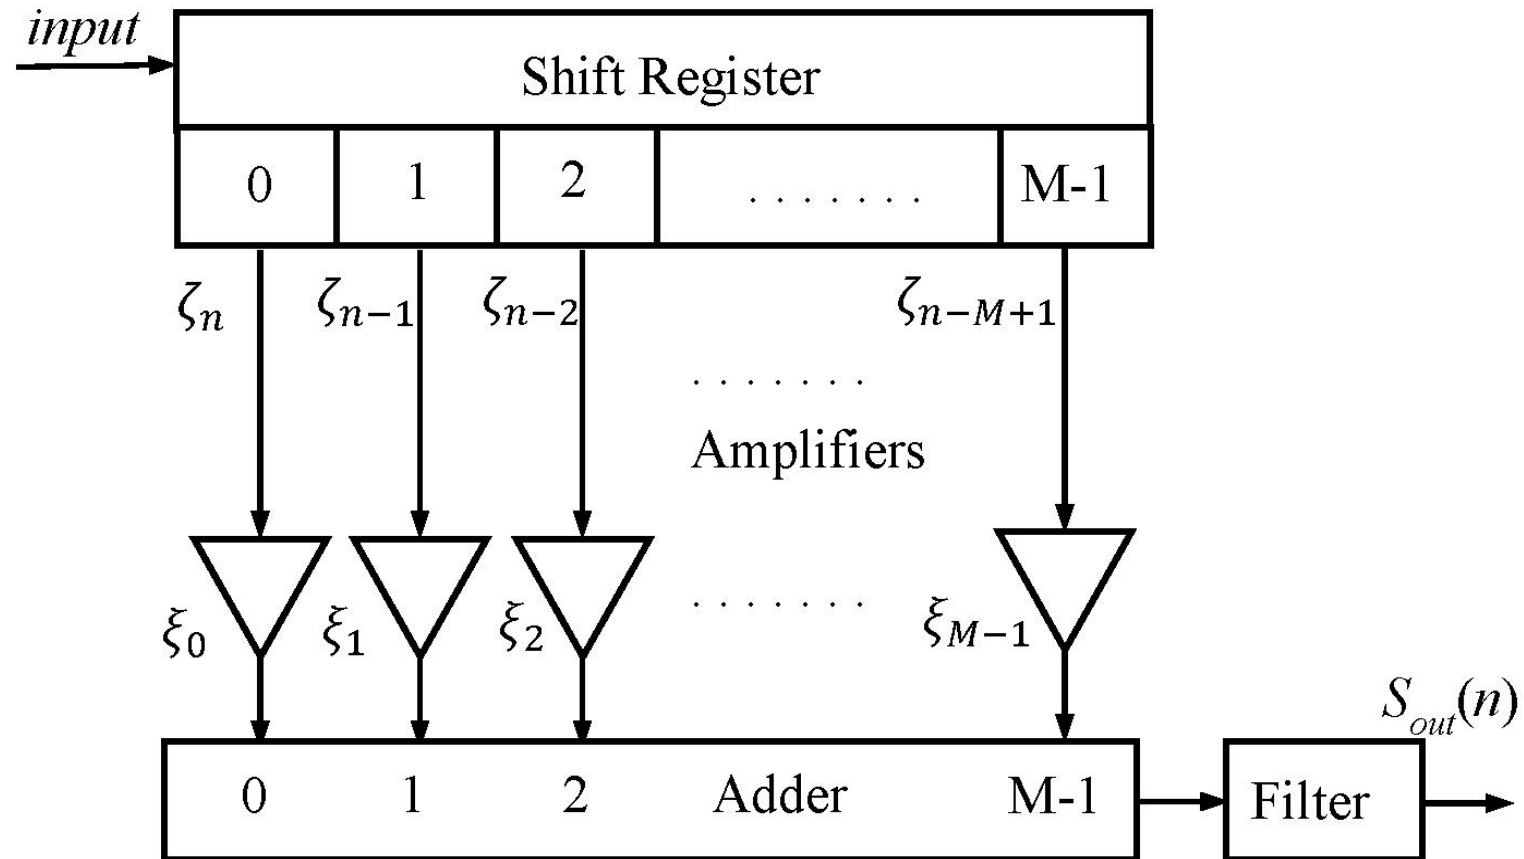 input
Shift Register
0 1 2 . . . . . . . M-1
ζn ζn−1 ζn−2 ζn−M+1
. . . . . . .
Amplifiers
ξ0 ξ1 ξ2 . . . . . . . ξM−1
Sout(n)
0 1 2 Adder M-1 Filter